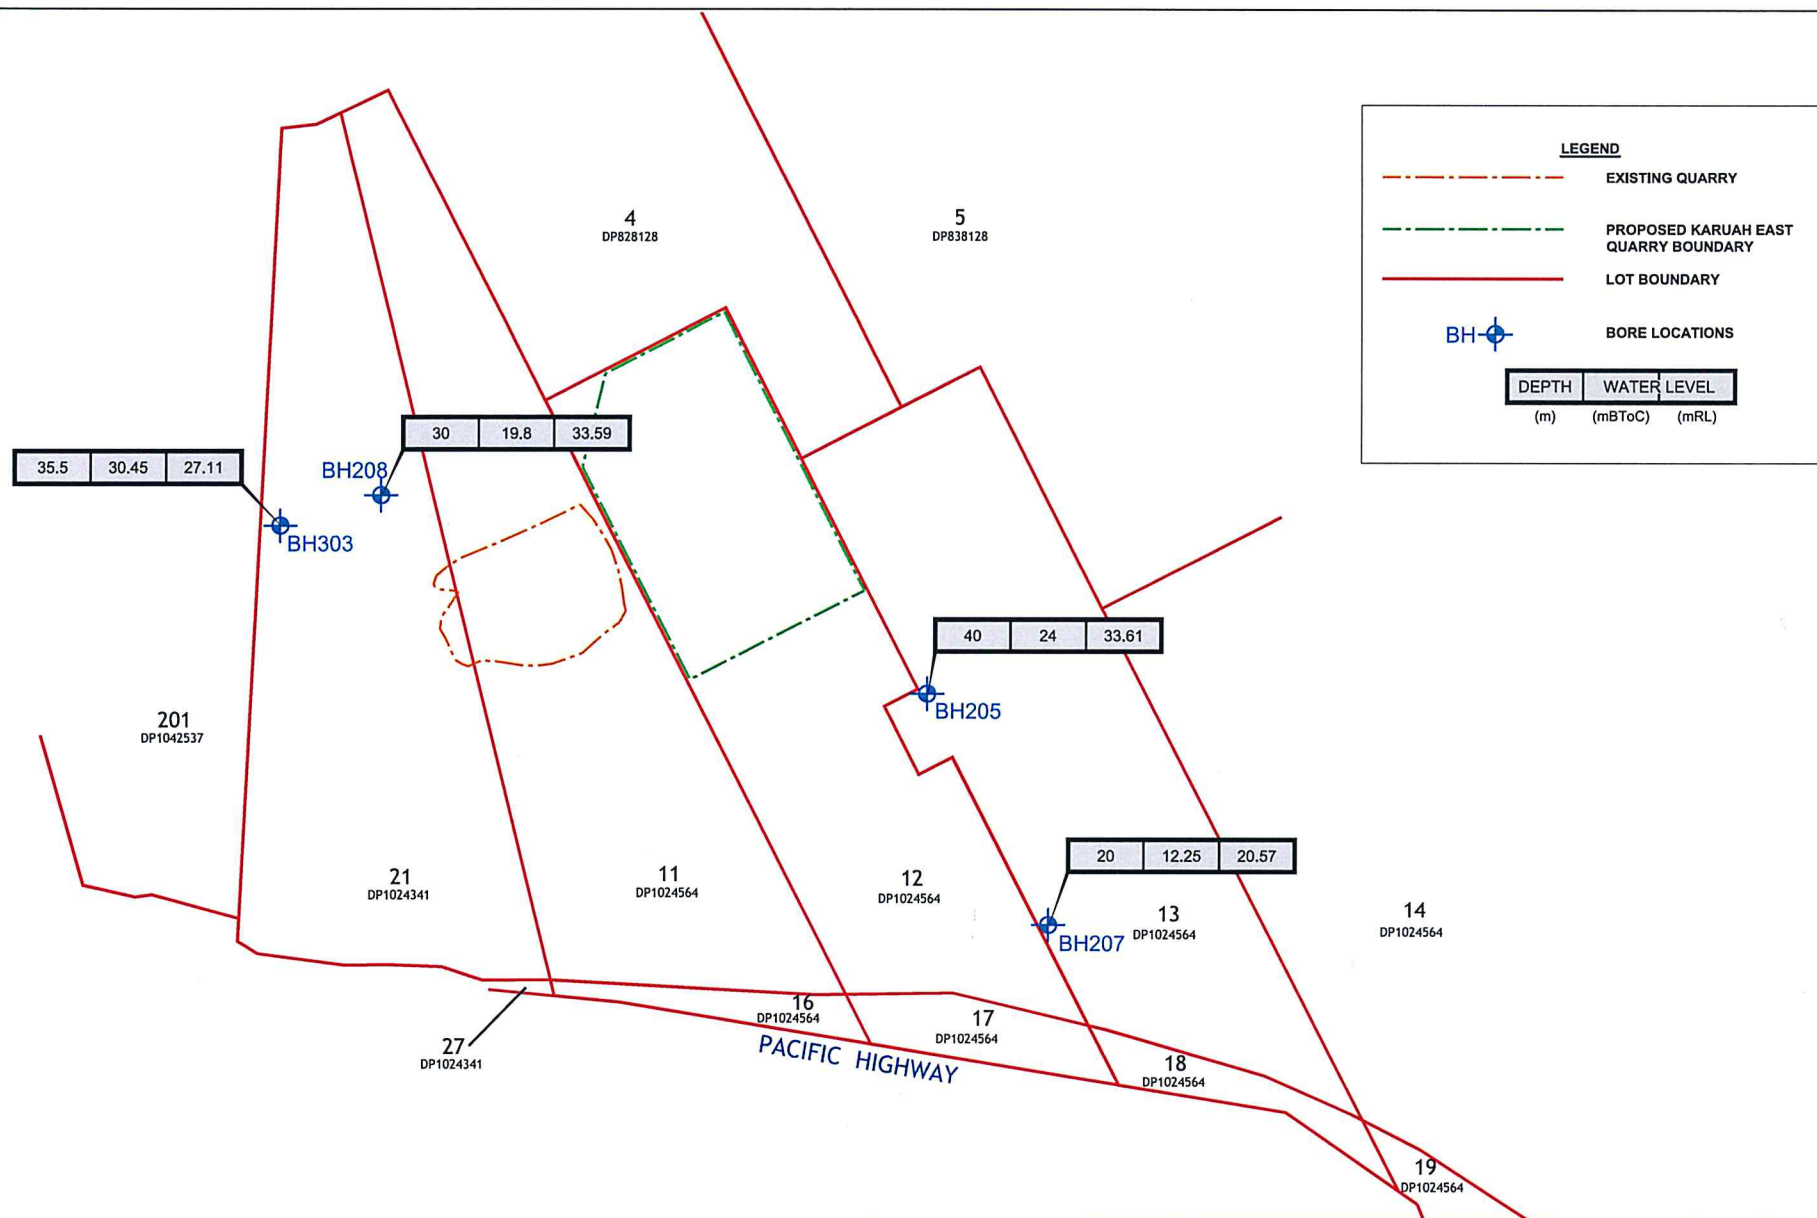 LEGEND
EXISTING QUARRY
PROPOSED KARUAH EAST
QUARRY BOUNDARY
LOT BOUNDARY
BH
BORE LOCATIONS
DEPTH WATER LEVEL
(m) (mBToC) (mRL)
4
DP828128
5
DP838128
30 19.8 33.59
35.5 30.45 27.11
BH208
BH303
40 24 33.61
BH205
201
DP1042537
20 12.25 20.57
21
DP1024341
11
DP1024564
12
DP1024564
BH207
13
DP1024564
14
DP1024564
16
DP1024564
17
DP1024564
27
DP1024341
PACIFIC HIGHWAY
18
DP1024564
19
DP1024564